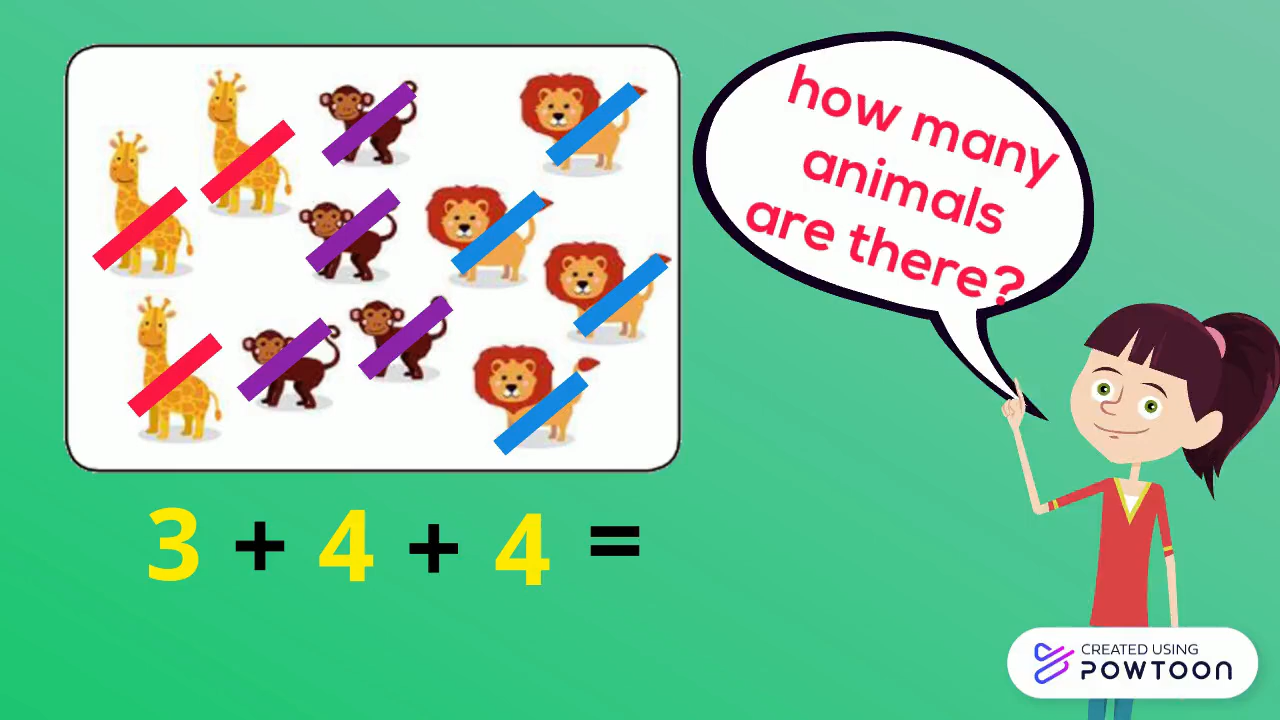 how many
animals
are there?
3 + 4 + 4 =
CREATED USING
POWTOON